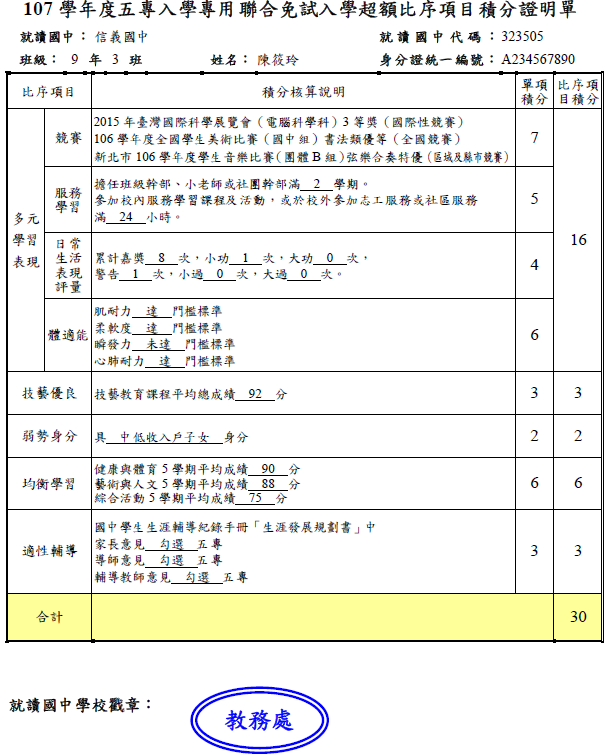 107 學年度五專入學專用聯合免試入學超額比序項目積分證明單
就讀國中：信義國中 就讀國中代碼：323505
班級：9 年 3 班 姓名：陳筱玲 身分證統一編號：A234567890
比序項目 積分核算說明 單項積分 比序項目積分
多元學習表現 16
競賽 7
2015 年臺灣國際科學展覽會（電腦科學科）3 等獎（國際性競賽）
106 學年度全國學生美術比賽（國中組）書法類優等（全國競賽）
新北市 106 學年度學生音樂比賽(團體 B 組)弦樂合奏特優（區域及縣市競賽）
服務學習 5
擔任班級幹部、小老師或社團幹部滿 2 學期。
參加校內服務學習課程及活動，或於校外參加志工服務或社區服務
滿 24 小時。
日常生活表現評量 4
累計嘉獎 8 次，小功 1 次，大功 0 次，
警告 1 次，小過 0 次，大過 0 次。
體適能 6
肌耐力 達 門檻標準
柔軟度 達 門檻標準
瞬發力 未達 門檻標準
心肺耐力 達 門檻標準
技藝優良 技藝教育課程平均總成績 92 分 3 3
弱勢身分 具 中低收入戶子女 身分 2 2
均衡學習 6 6
健康與體育 5 學期平均成績 90 分
藝術與人文 5 學期平均成績 88 分
綜合活動 5 學期平均成績 75 分
適性輔導 3 3
國中學生生涯輔導紀錄手冊「生涯發展規劃書」中
家長意見 勾選 五專
導師意見 勾選 五專
輔導教師意見 勾選 五專
合計 30
就讀國中學校戳章：
教務處